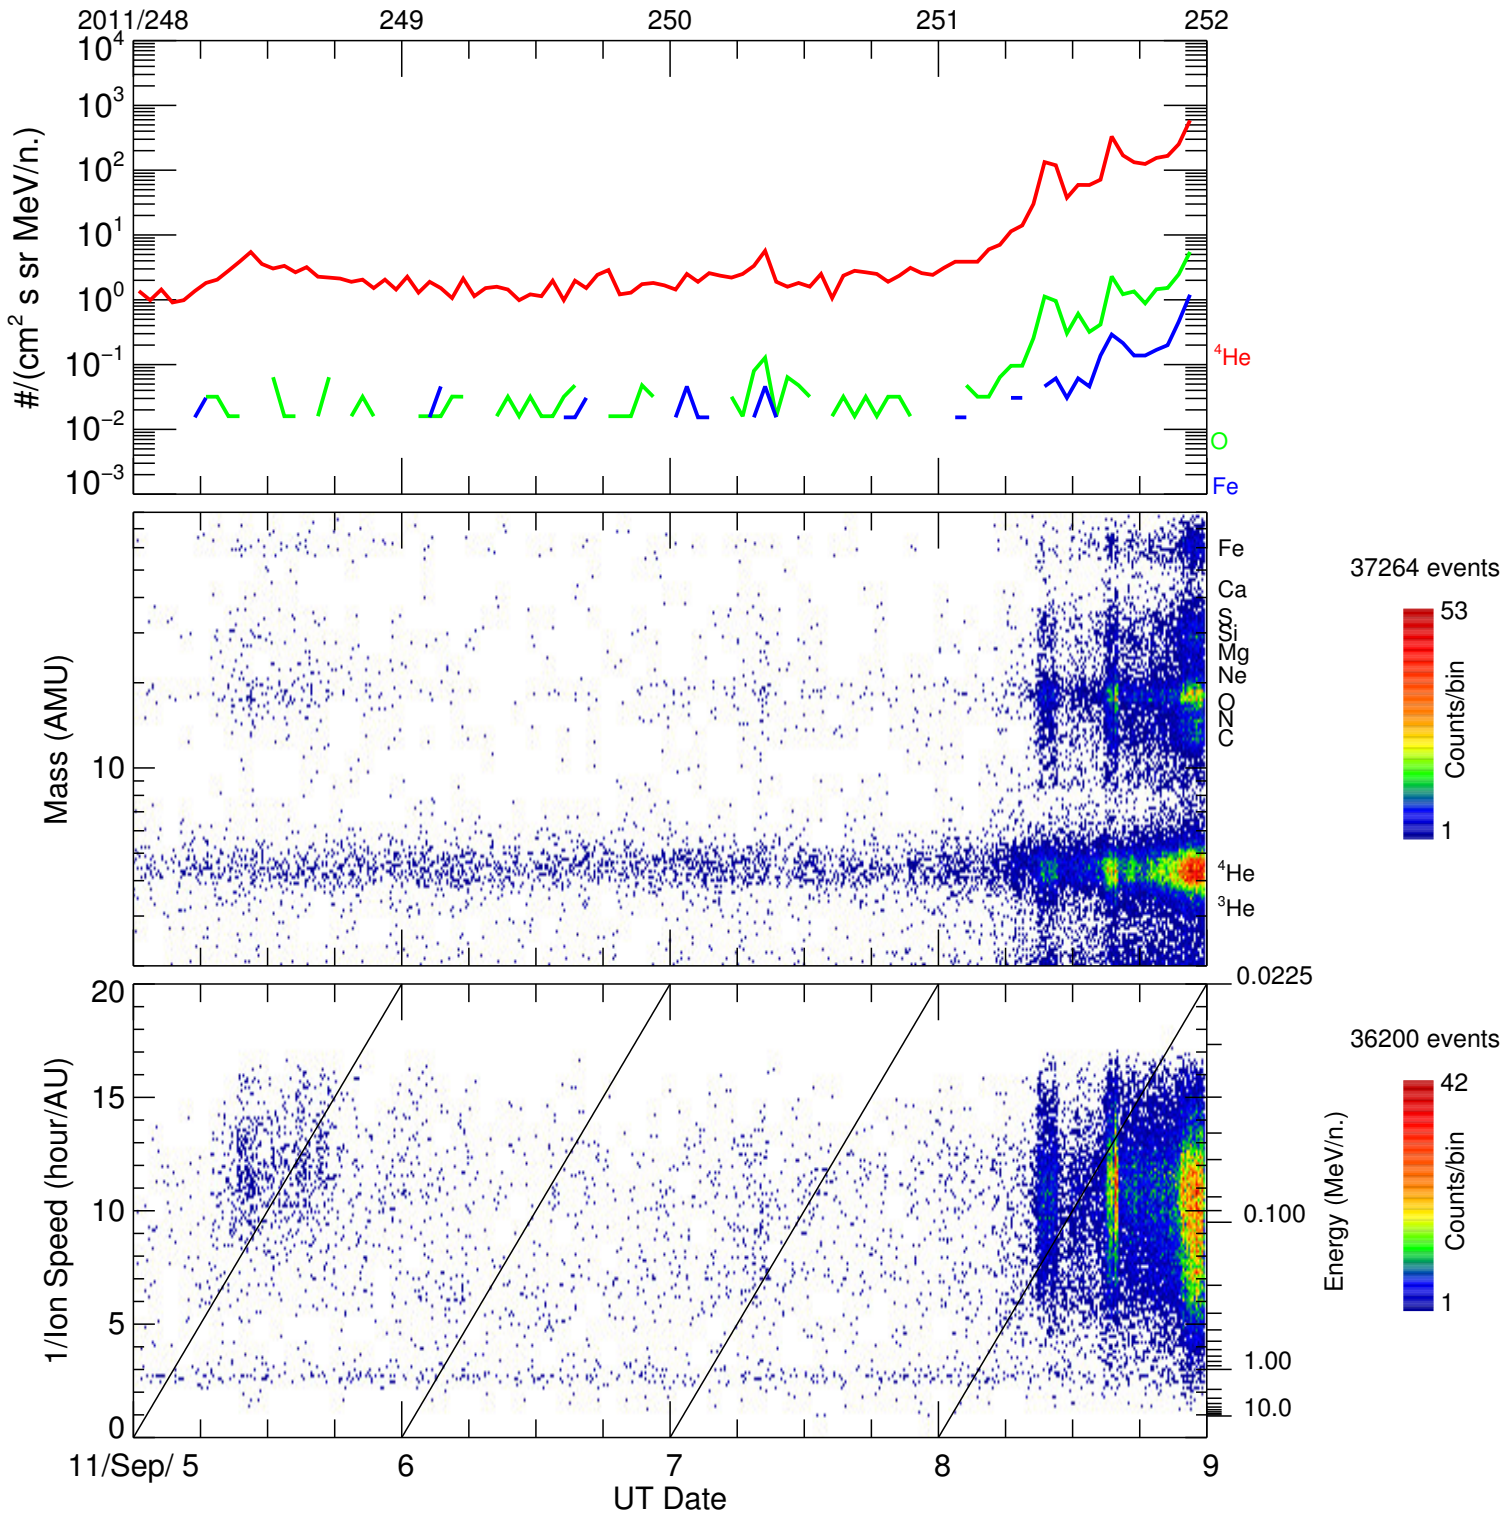 2011/248 249 250 251 252
10⁴
10³
10²
10¹
10⁰
10⁻¹
10⁻²
10⁻³
#/(cm² s sr MeV/n.)
⁴He
O
Fe
Mass (AMU)
10
Fe
Ca
S
Si
Mg
Ne
O
N
C
⁴He
³He
37264 events
53
Counts/bin
1
1/Ion Speed (hour/AU)
20
15
10
5
0
0.0225
0.100
1.00
10.0
Energy (MeV/n.)
36200 events
42
Counts/bin
1
11/Sep/ 5 6 7 8 9
UT Date